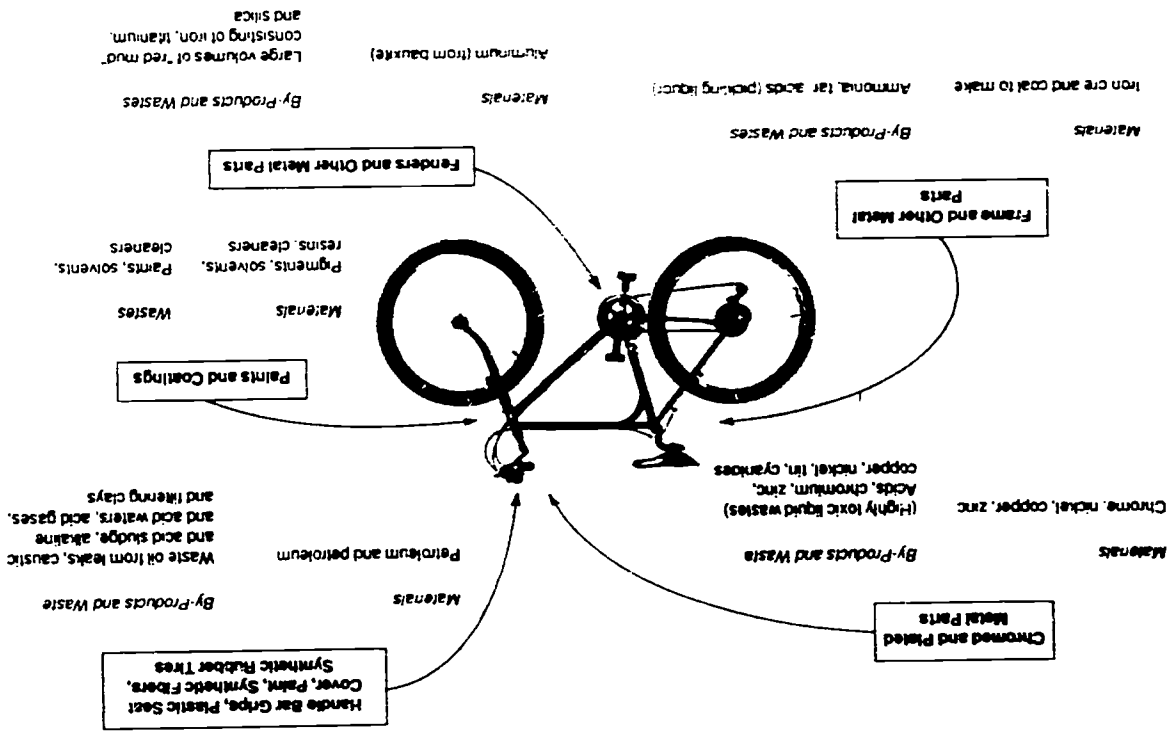 Chromed and Plated
Metal Parts
Materials
By-Products and Waste
Chrome, nickel, copper, zinc
(Highly toxic liquid wastes)
Acids, chromium, zinc,
copper, nickel, tin, cyanides
Handle Bar Grips, Plastic Seat
Cover, Paint, Synthetic Fibers,
Synthetic Rubber Tires
Materials
By-Products and Waste
Petroleum and petroleum
Waste oil from leaks, caustic
and acid sludge, alkaline
and acid waters, acid gases,
and filtering clays
Paints and Coatings
Materials
Wastes
Pigments, solvents,
resins, cleaners
Paints, solvents,
cleaners
Frame and Other Metal
Parts
Materials
By-Products and Wastes
Iron ore and coal to make
Ammonia, tar, acids (pickling liquor)
Fenders and Other Metal Parts
Materials
By-Products and Wastes
Aluminum (from bauxite)
Large volumes of "red mud"
consisting of iron, titanium,
and silica